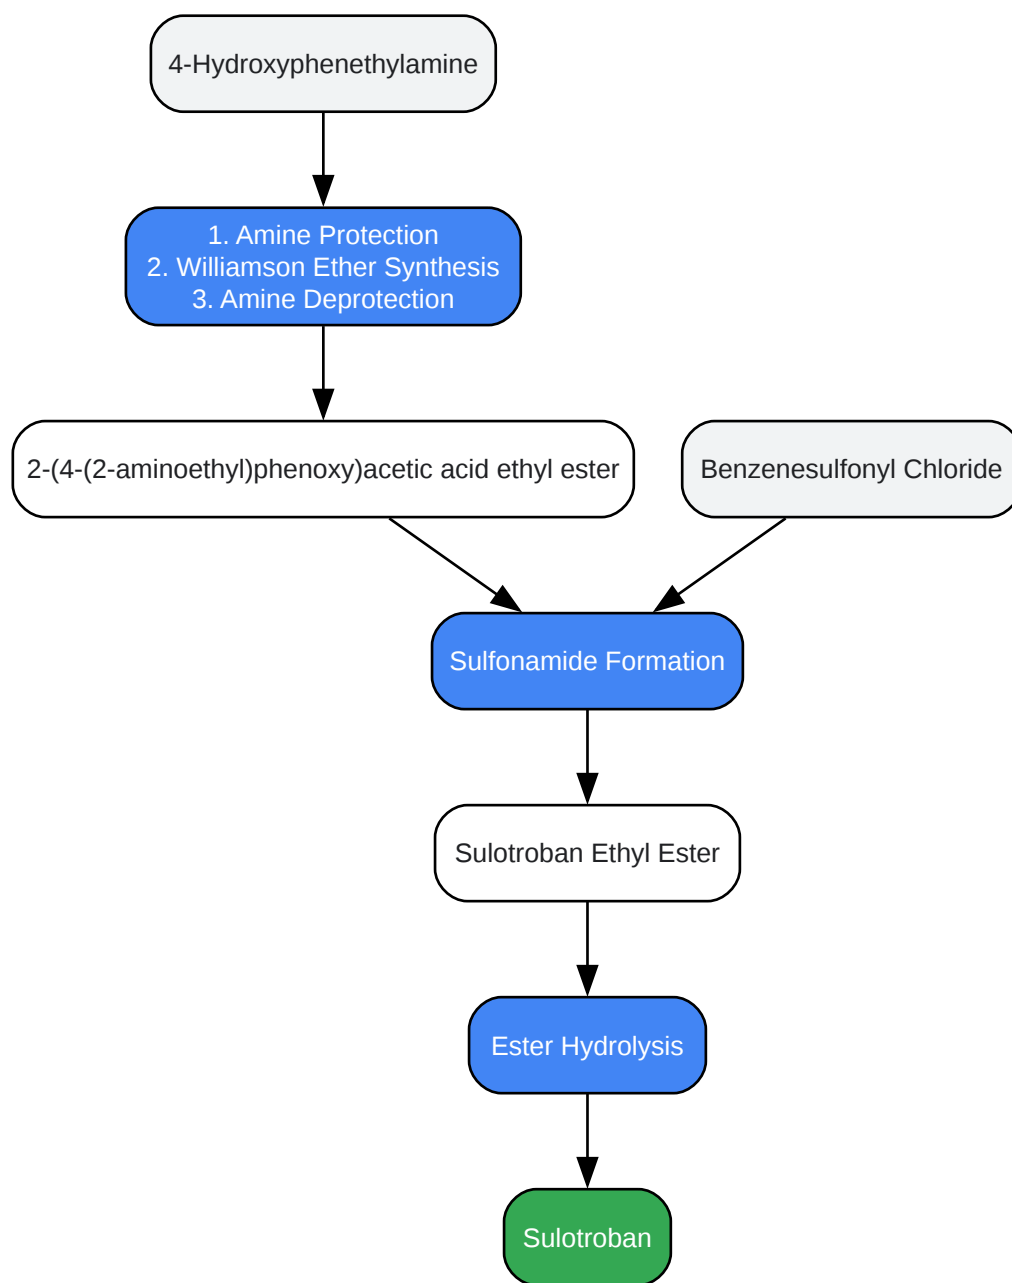 4-Hydroxyphenethylamine
1. Amine Protection
2. Williamson Ether Synthesis
3. Amine Deprotection
2-(4-(2-aminoethyl)phenoxy)acetic acid ethyl ester
Benzenesulfonyl Chloride
Sulfonamide Formation
Sulotroban Ethyl Ester
Ester Hydrolysis
Sulotroban